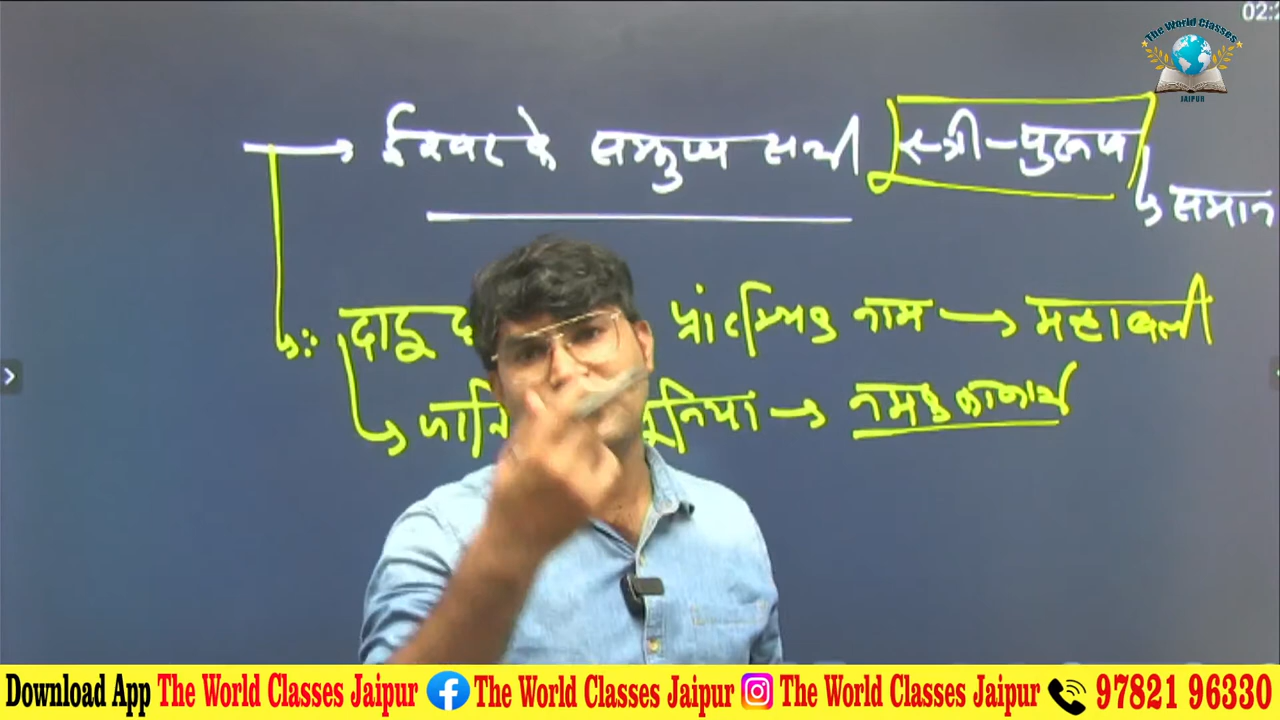 The World Classes
JAIPUR
02:2
ईश्वर के सम्मुख सभी स्त्री-पुरूष
समान
दादू द प्रारम्भिक नाम → महाबली
जाति धुनिया → नमक का कार्य
Download App The World Classes Jaipur The World Classes Jaipur The World Classes Jaipur 97821 96330